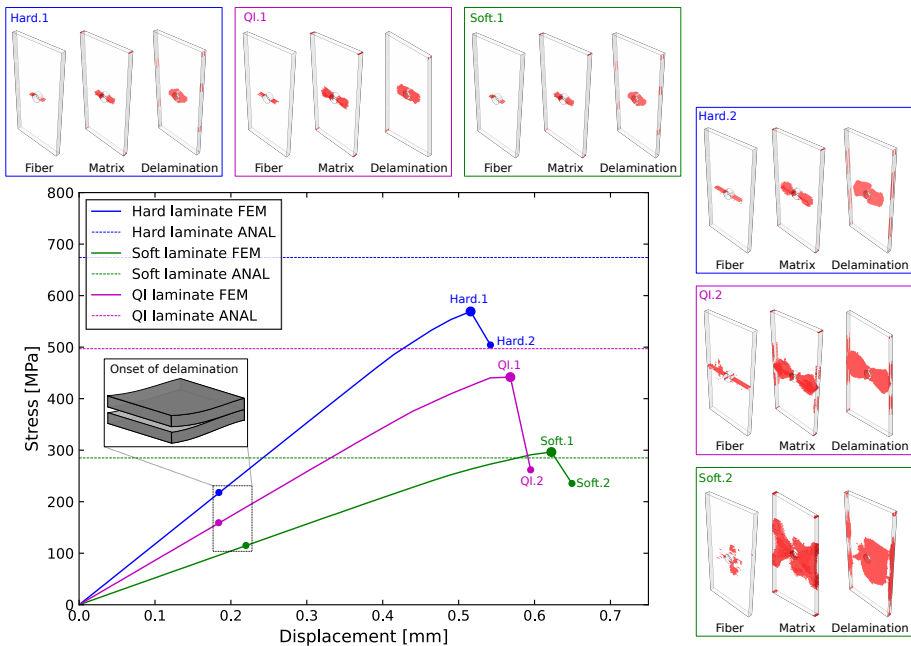 Hard.1
Fiber Matrix Delamination
QI.1
Fiber Matrix Delamination
Soft.1
Fiber Matrix Delamination
Hard.2
Fiber Matrix Delamination
QI.2
Fiber Matrix Delamination
Soft.2
Fiber Matrix Delamination
Stress [MPa]
800
700
600
500
400
300
200
100
0
Hard laminate FEM
Hard laminate ANAL
Soft laminate FEM
Soft laminate ANAL
QI laminate FEM
QI laminate ANAL
Onset of delamination
Hard.1
Hard.2
QI.1
QI.2
Soft.1
Soft.2
0.0 0.1 0.2 0.3 0.4 0.5 0.6 0.7
Displacement [mm]